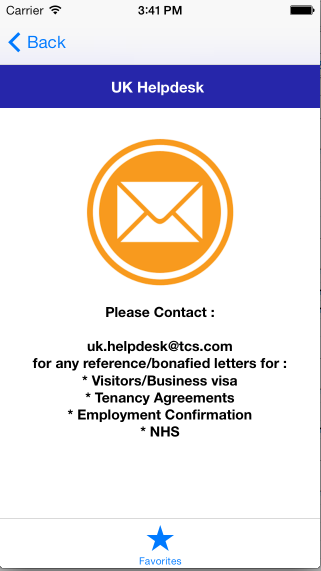 Carrier 3:41 PM
Back
UK Helpdesk
Please Contact :
uk.helpdesk@tcs.com
for any reference/bonafied letters for :
* Visitors/Business visa
* Tenancy Agreements
* Employment Confirmation
* NHS
Favorites